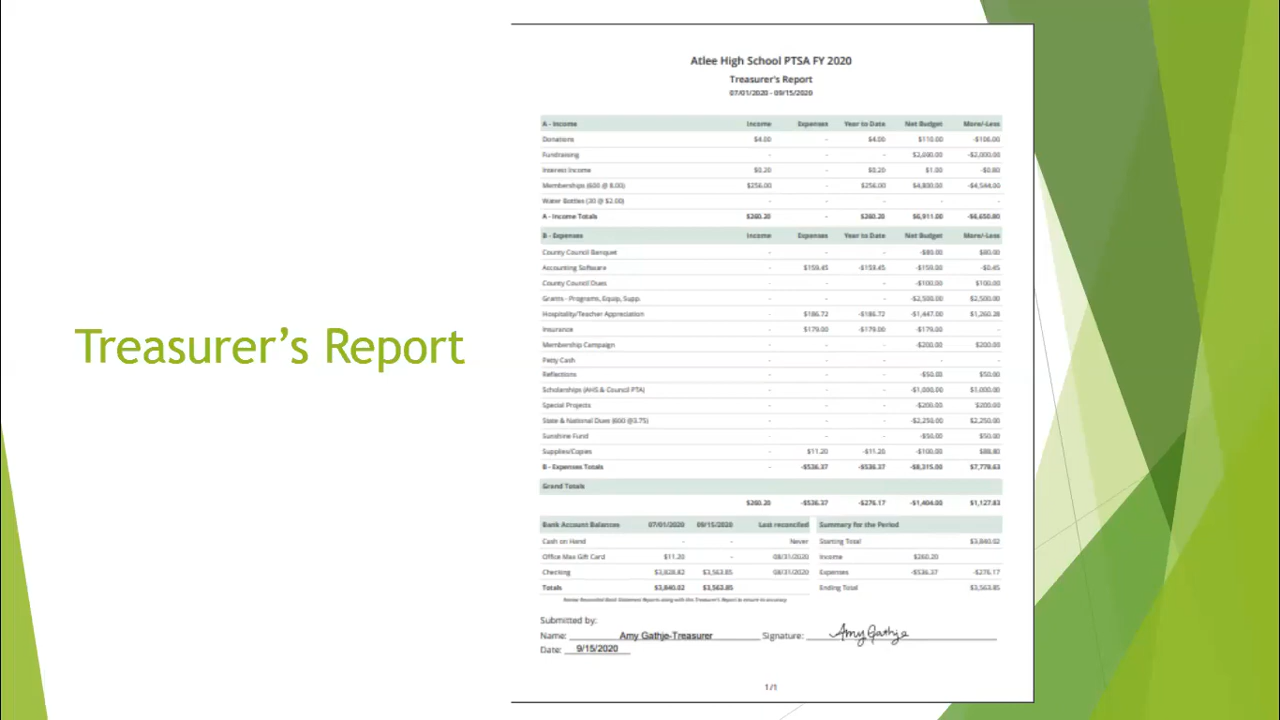 Treasurer's Report
Atlee High School PTSA FY 2020
Treasurer's Report
07/01/2020 - 09/15/2020
A - Income Income Expenses Year to Date Net Budget More/-Less
Donations $4.00 - $4.00 $110.00 -$106.00
Fundraising - - - $2,000.00 -$2,000.00
Interest Income $0.20 - $0.20 $1.00 -$0.80
Memberships (600 @ 8.00) $256.00 - $256.00 $4,800.00 -$4,544.00
Water Bottles (30 @ $2.00) - - - - -
A - Income Totals $260.20 - $260.20 $6,911.00 -$6,650.80
B - Expenses Income Expenses Year to Date Net Budget More/-Less
County Council Banquet - - - -$80.00 $80.00
Accounting Software - $159.45 -$159.45 -$159.00 -$0.45
County Council Dues - - - -$100.00 $100.00
Grants - Programs, Equip, Supp. - - - -$2,500.00 $2,500.00
Hospitality/Teacher Appreciation - $186.72 -$186.72 -$1,447.00 $1,260.28
Insurance - $179.00 -$179.00 -$179.00 -
Membership Campaign - - - -$200.00 $200.00
Petty Cash - - - - -
Reflections - - - -$50.00 $50.00
Scholarships (AHS & Council PTA) - - - -$1,000.00 $1,000.00
Special Projects - - - -$200.00 $200.00
State & National Dues (600 @3.75) - - - -$2,250.00 $2,250.00
Sunshine Fund - - - -$50.00 $50.00
Supplies/Copies - $11.20 -$11.20 -$100.00 $88.80
B - Expenses Totals - -$536.37 -$536.37 -$8,315.00 $7,778.63
Grand Totals
$260.20 -$536.37 -$276.17 -$1,404.00 $1,127.83
Bank Account Balances 07/01/2020 09/15/2020 Last reconciled
Cash on Hand - - Never
Office Max Gift Card $11.20 - 08/31/2020
Checking $3,828.82 $3,563.85 08/31/2020
Totals $3,840.02 $3,563.85
Summary for the Period
Starting Total $3,840.02
Income $260.20
Expenses -$536.37 -$276.17
Ending Total $3,563.85
Review Reconciled Bank Statement Reports along with the Treasurer's Report to ensure accuracy.
Submitted by:
Name: Amy Gathje-Treasurer Signature: Amy Gathje
Date: 9/15/2020
1/1